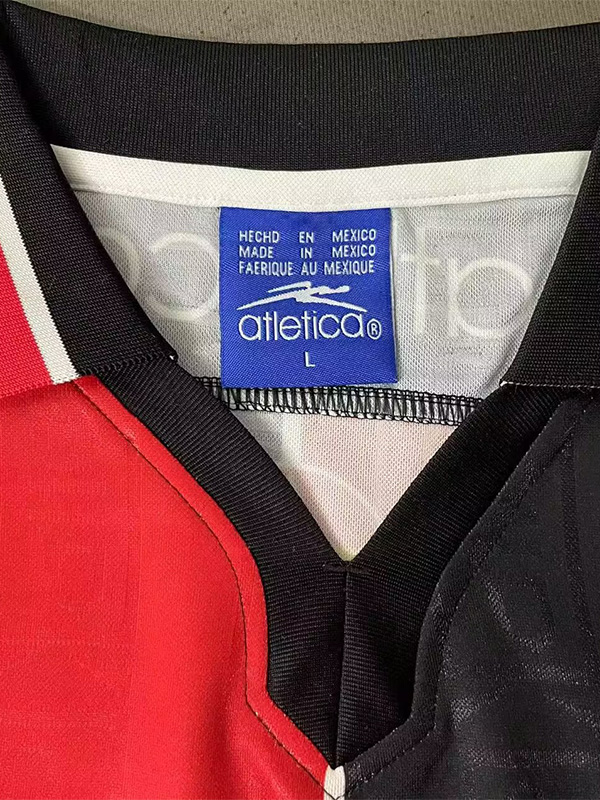 HECHD EN MEXICO
MADE IN MEXICO
FAERIQUE AU MEXIQUE
atletica®
L